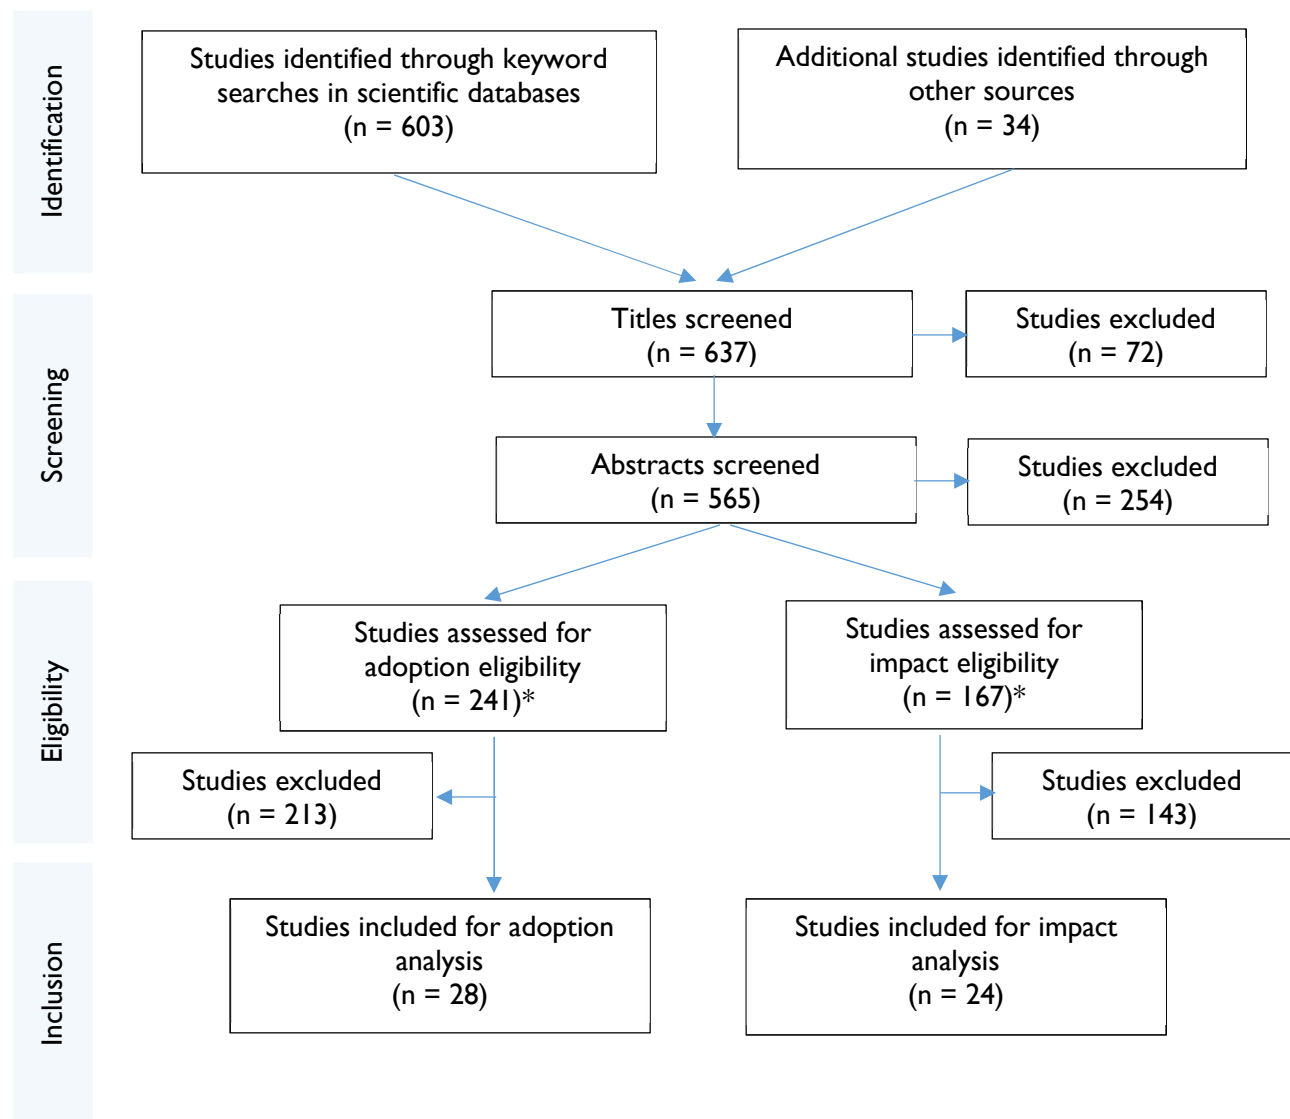 Identification
Studies identified through keyword
searches in scientific databases
(n = 603)
Additional studies identified through
other sources
(n = 34)
Screening
Titles screened
(n = 637)
Studies excluded
(n = 72)
Abstracts screened
(n = 565)
Studies excluded
(n = 254)
Eligibility
Studies assessed for
adoption eligibility
(n = 241)*
Studies assessed for
impact eligibility
(n = 167)*
Studies excluded
(n = 213)
Studies excluded
(n = 143)
Inclusion
Studies included for adoption
analysis
(n = 28)
Studies included for impact
analysis
(n = 24)